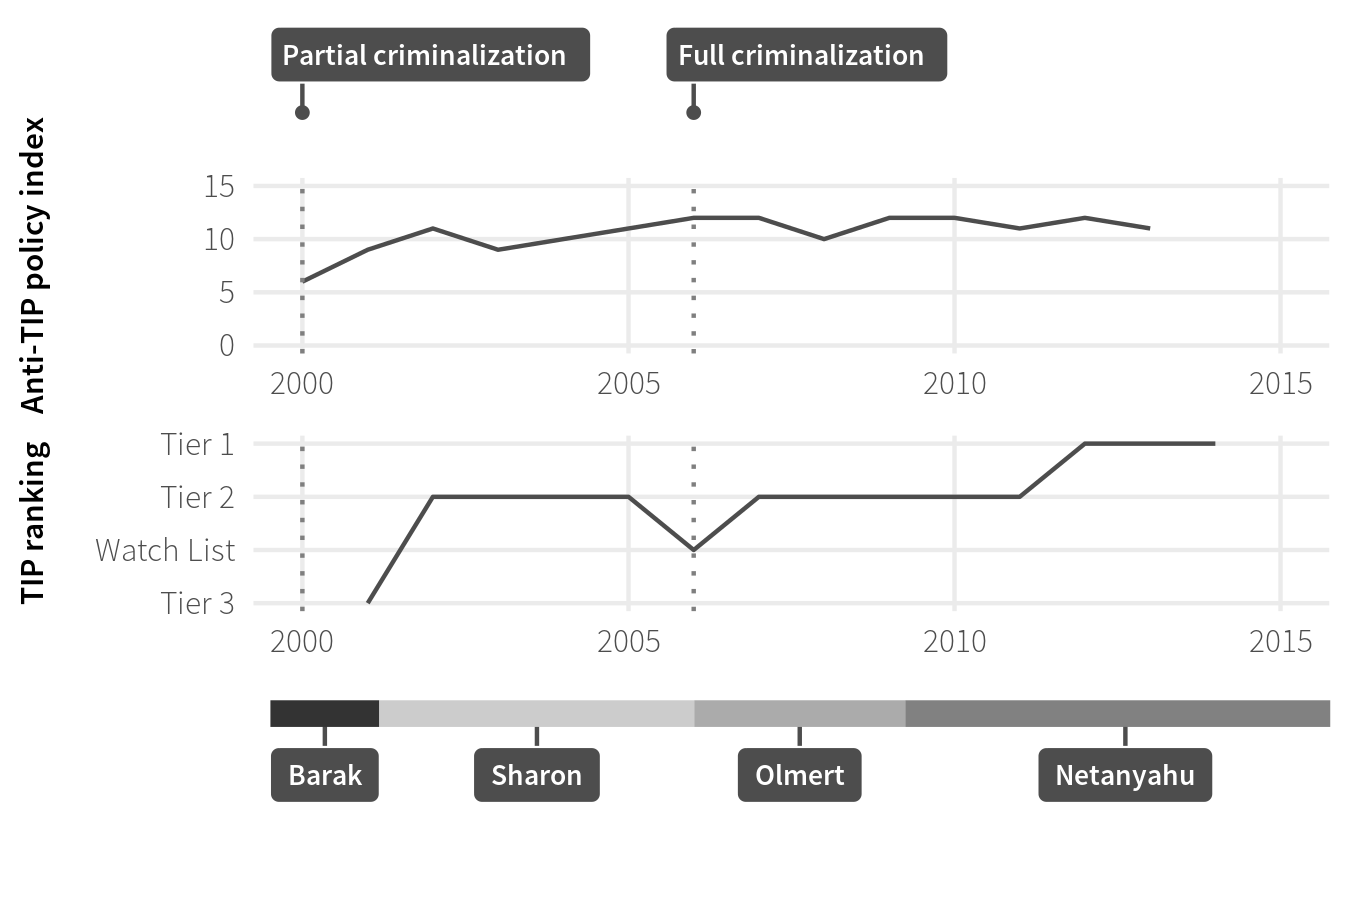 Partial criminalization
Full criminalization
Anti-TIP policy index
15
10
5
0
2000 2005 2010 2015
TIP ranking
Tier 1
Tier 2
Watch List
Tier 3
2000 2005 2010 2015
Barak
Sharon
Olmert
Netanyahu